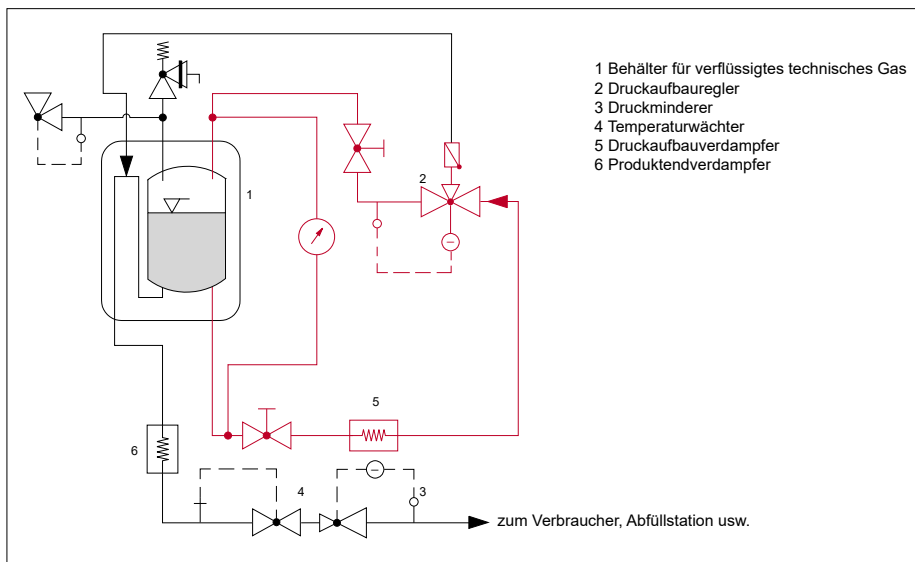 1 Behälter für verflüssigtes technisches Gas
2 Druckaufbauregler
3 Druckminderer
4 Temperaturwächter
5 Druckaufbauverdampfer
6 Produktendverdampfer
1
2
5
6
4
3
zum Verbraucher, Abfüllstation usw.